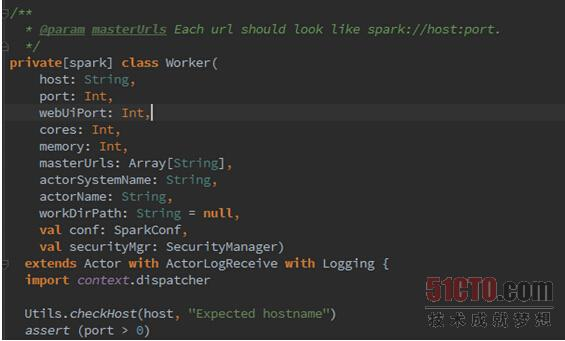 /**
* @param masterUrls Each url should look like spark://host:port.
*/
private[spark] class Worker(
host: String,
port: Int,
webUiPort: Int,
cores: Int,
memory: Int,
masterUrls: Array[String],
actorSystemName: String,
actorName: String,
workDirPath: String = null,
val conf: SparkConf,
val securityMgr: SecurityManager)
extends Actor with ActorLogReceive with Logging {
import context.dispatcher
Utils.checkHost(host, "Expected hostname")
assert (port > 0)
51CTO.com
技术成就梦想